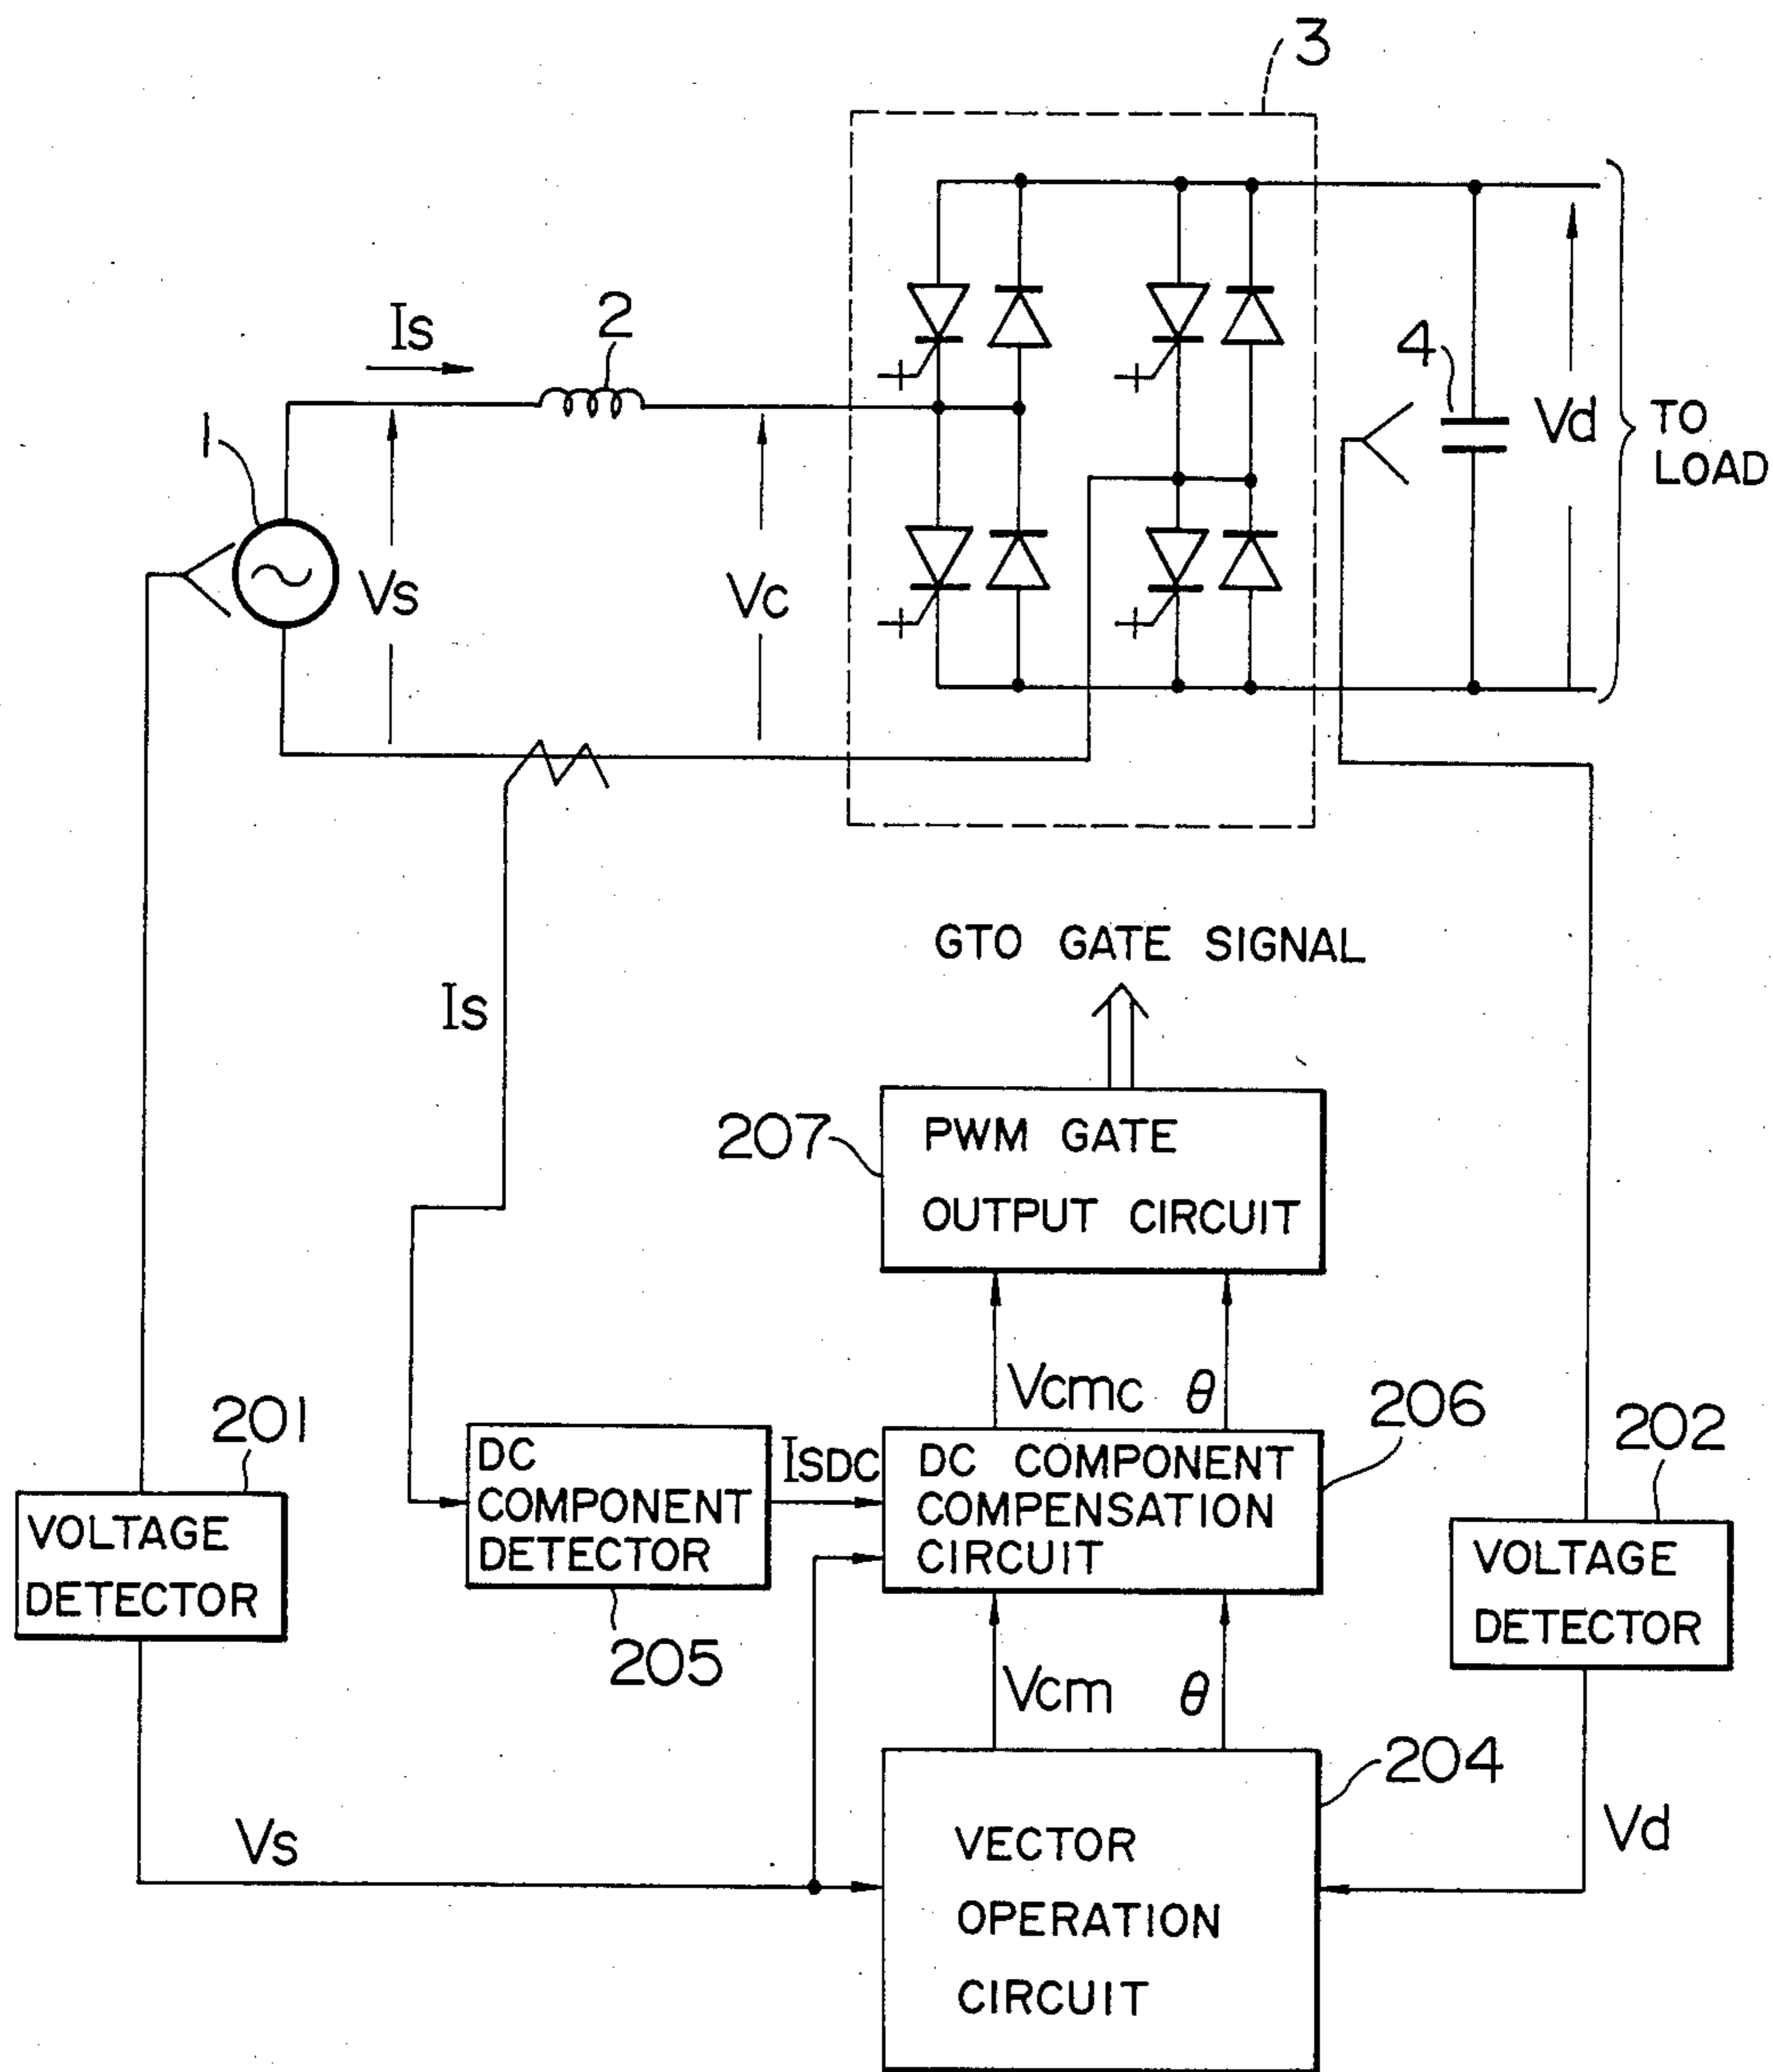 3
Is
2
1
Vs
Vc
4
Vd
TO
LOAD
GTO GATE SIGNAL
Is
207
PWM GATE
OUTPUT CIRCUIT
Vcmc θ
206
201
202
DC
COMPONENT
DETECTOR
ISDC
DC COMPONENT
COMPENSATION
CIRCUIT
VOLTAGE
DETECTOR
VOLTAGE
DETECTOR
205
Vcm θ
204
Vs
Vd
VECTOR
OPERATION
CIRCUIT